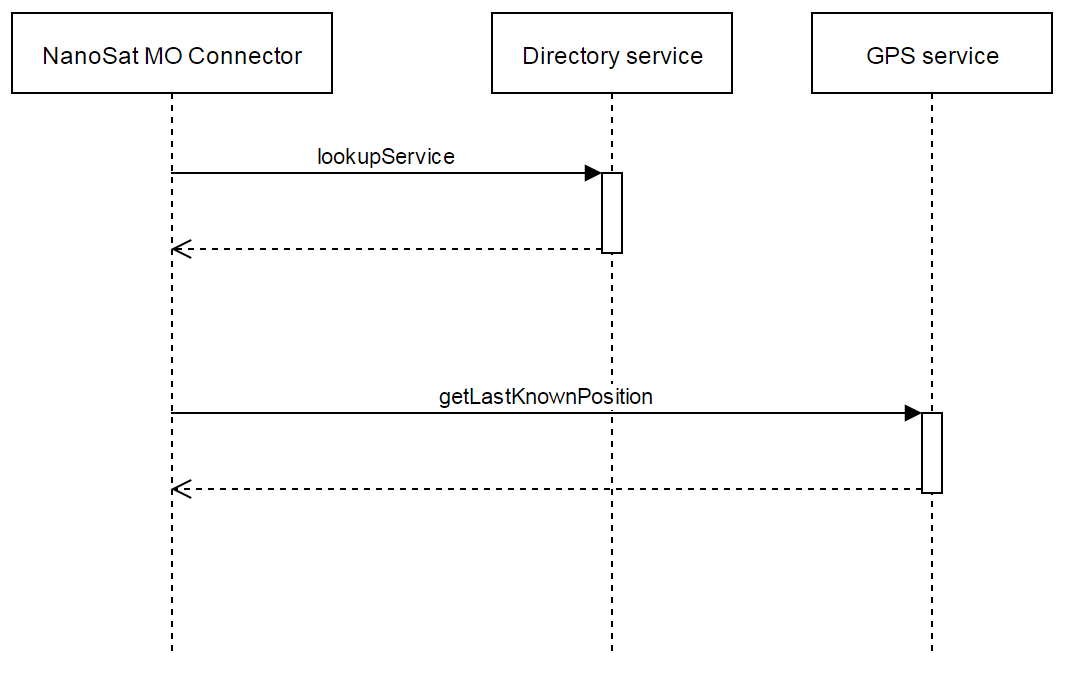 NanoSat MO Connector
Directory service
GPS service
lookupService
getLastKnownPosition